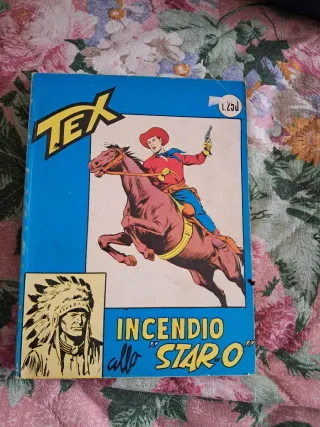 TEX
L.250
INCENDIO
allo "STAR-O"